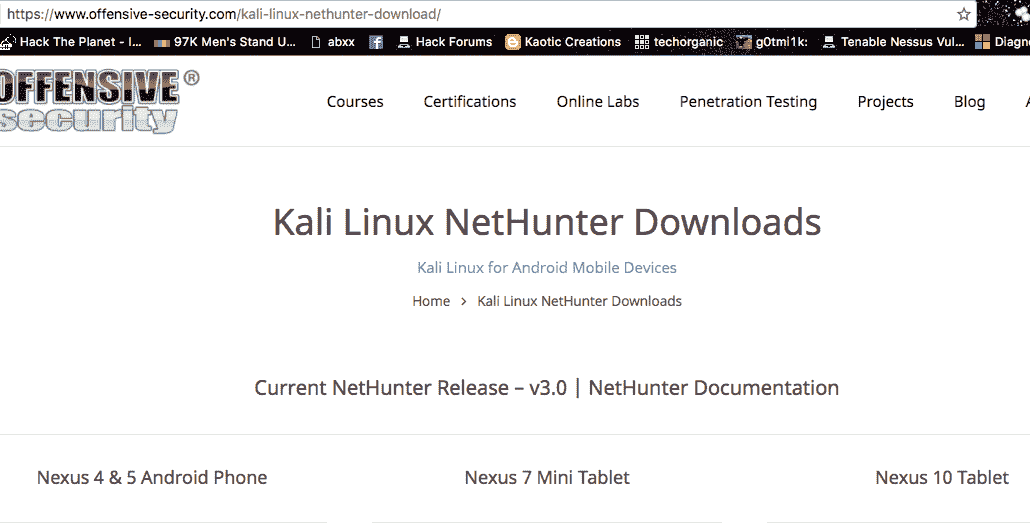 https://www.offensive-security.com/kali-linux-nethunter-download/
Hack The Planet - I... 97K Men's Stand U... abxx Hack Forums Kaotic Creations techorganic g0tmi1k: Tenable Nessus Vul... Diagn
OFFENSIVE®
security
Courses Certifications Online Labs Penetration Testing Projects Blog A
Kali Linux NetHunter Downloads
Kali Linux for Android Mobile Devices
Home > Kali Linux NetHunter Downloads
Current NetHunter Release – v3.0 | NetHunter Documentation
Nexus 4 & 5 Android Phone Nexus 7 Mini Tablet Nexus 10 Tablet